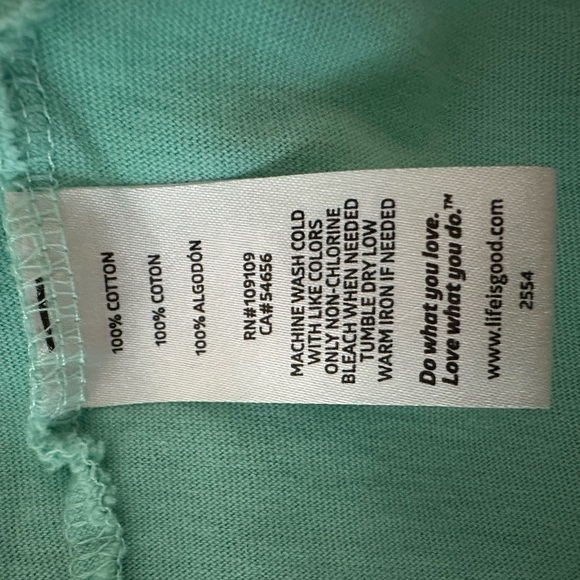 100% COTTON
100% COTON
100% ALGODÓN
RN#109109
CA#54656
MACHINE WASH COLD
WITH LIKE COLORS
ONLY NON-CHLORINE
BLEACH WHEN NEEDED
TUMBLE DRY LOW
WARM IRON IF NEEDED
Do what you love.
Love what you do.™
www.lifeisgood.com
2554